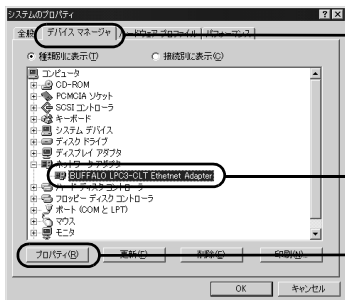 システムのプロパティ
全般 デバイス マネージャ ハードウェア プロファイル パフォーマンス
種類別に表示(T) 接続別に表示(C)
コンピュータ
CD-ROM
PCMCIA ソケット
SCSI コントローラ
キーボード
システム デバイス
ディスク ドライブ
ディスプレイ アダプタ
ネットワーク アダプタ
BUFFALO LPC3-CLT Ethetnet Adapter
ハード ディスク コントローラ
フロッピー ディスク コントローラ
ポート (COM と LPT)
マウス
モニタ
プロパティ(R) 更新(F) 削除(E) 印刷(N)...
OK キャンセル